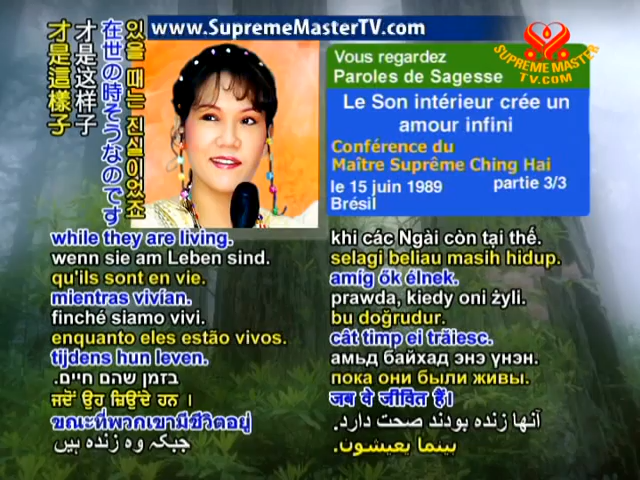 www.SupremeMasterTV.com
才是這樣子
才是这样子
在世の時そうなのです
있을 때는 진실이었죠
Vous regardez
Paroles de Sagesse
SUPREME MASTER
TV.COM
Le Son intérieur crée un
amour infini
Conférence du
Maître Suprême Ching Hai
le 15 juin 1989
partie 3/3
Brésil
while they are living.
wenn sie am Leben sind.
qu'ils sont en vie.
mientras vivían.
finché siamo vivi.
enquanto eles estão vivos.
tijdens hun leven.
בזמן שהם חיים.
ਜਦੋਂ ਉਹ ਜ਼ਿਉਂਦੇ ਹਨ ।
ขณะที่พวกเขามีชีวิตอยู่
جبکہ وہ زندہ ہیں
khi các Ngài còn tại thế.
selagi beliau masih hidup.
amíg ők élnek.
prawda, kiedy oni żyli.
bu doğrudur.
cât timp ei trăiesc.
амьд байхад энэ үнэн.
пока они были живы.
जब वे जीवित हैं।
آنها زنده بودند صحت دارد.
بينما يعيشون.